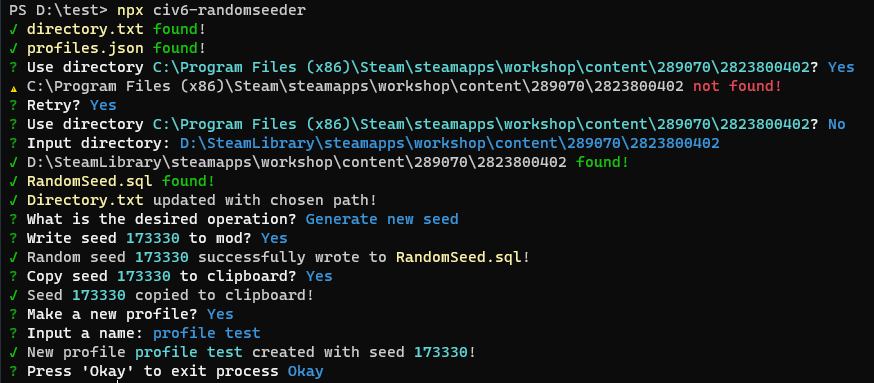 PS D:\test> npx civ6-randomseeder
√ directory.txt found!
√ profiles.json found!
? Use directory C:\Program Files (x86)\Steam\steamapps\workshop\content\289070\2823800402? Yes
⚠ C:\Program Files (x86)\Steam\steamapps\workshop\content\289070\2823800402 not found!
? Retry? Yes
? Use directory C:\Program Files (x86)\Steam\steamapps\workshop\content\289070\2823800402? No
? Input directory: D:\SteamLibrary\steamapps\workshop\content\289070\2823800402
√ D:\SteamLibrary\steamapps\workshop\content\289070\2823800402 found!
√ RandomSeed.sql found!
√ Directory.txt updated with chosen path!
? What is the desired operation? Generate new seed
? Write seed 173330 to mod? Yes
√ Random seed 173330 successfully wrote to RandomSeed.sql!
? Copy seed 173330 to clipboard? Yes
√ Seed 173330 copied to clipboard!
? Make a new profile? Yes
? Input a name: profile test
√ New profile profile test created with seed 173330!
? Press 'Okay' to exit process Okay